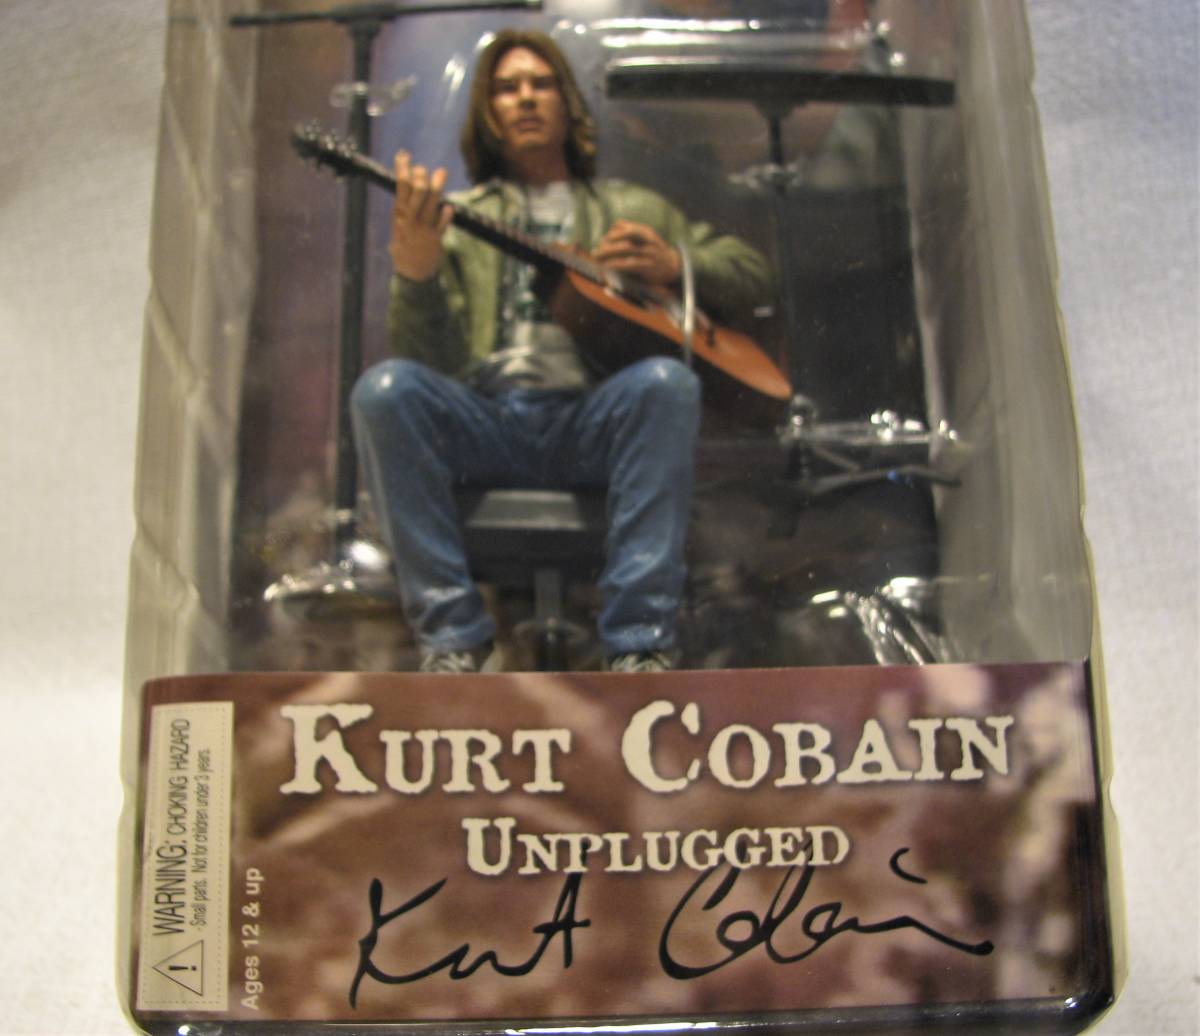 KURT COBAIN
UNPLUGGED
Kurt Cobain
WARNING: CHOKING HAZARD
-Small parts. Not for children under 3 years.
Ages 12 & up